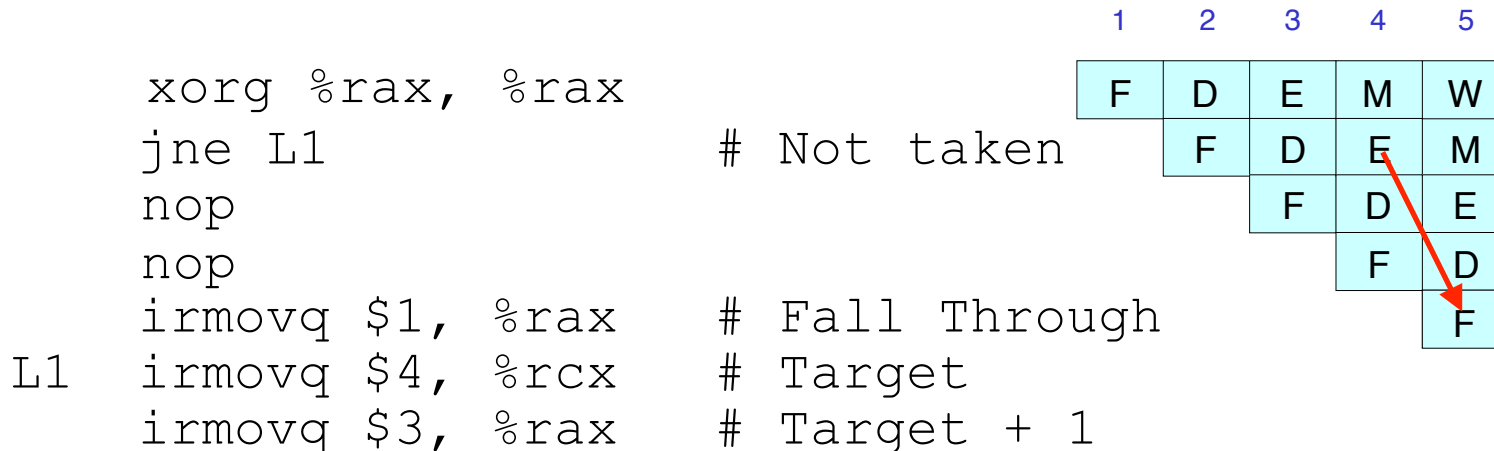 1 2 3 4 5
xorg %rax, %rax F D E M W
jne L1 # Not taken F D E M
nop F D E
nop F D
irmovq $1, %rax # Fall Through F
L1 irmovq $4, %rcx # Target
irmovq $3, %rax # Target + 1